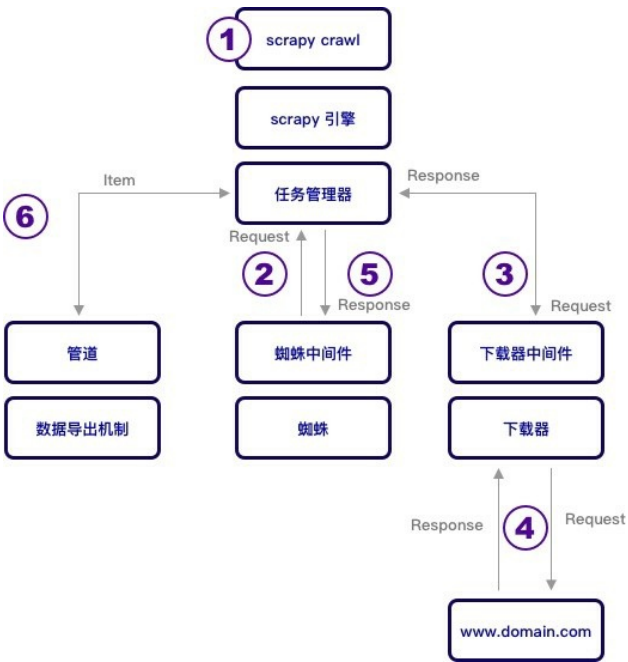 1
scrapy crawl
scrapy 引擎
Item
任务管理器
Response
6
Request
2
5
3
Response
Request
管道
蜘蛛中间件
下载器中间件
数据导出机制
蜘蛛
下载器
Response
4
Request
www.domain.com